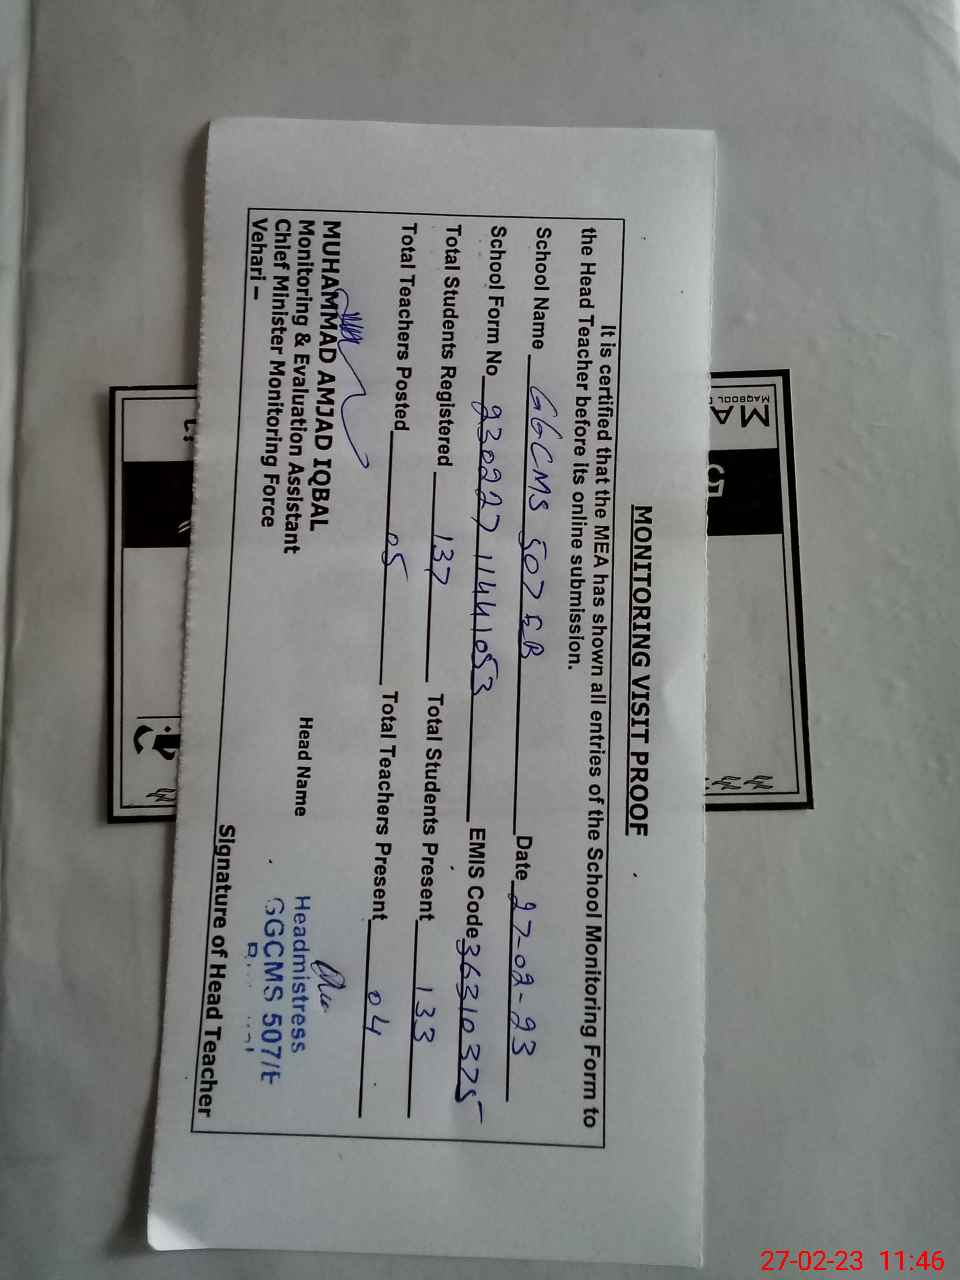 MONITORING VISIT PROOF
It is certified that the MEA has shown all entries of the School Monitoring Form to
the Head Teacher before its online submission.
School Name GGCMS 507 EB Date 27-02-23
School Form No 230227 11441053 EMIS Code 36310375
Total Students Registered 137 Total Students Present 133
Total Teachers Posted 05 Total Teachers Present 04
MUHAMMAD AMJAD IQBAL
Monitoring & Evaluation Assistant Head Name
Chief Minister Monitoring Force
Vehari –
Headmistress
GGCMS 507/E
Signature of Head Teacher
MAQBOOL
27-02-23 11:46